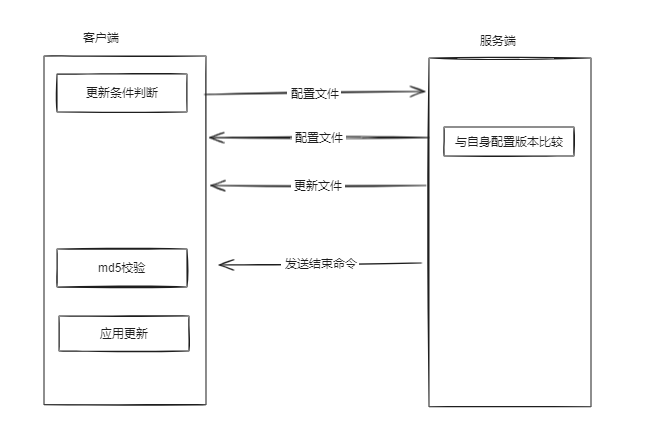 客户端
服务端
更新条件判断
配置文件
配置文件
与自身配置版本比较
更新文件
md5校验
发送结束命令
应用更新